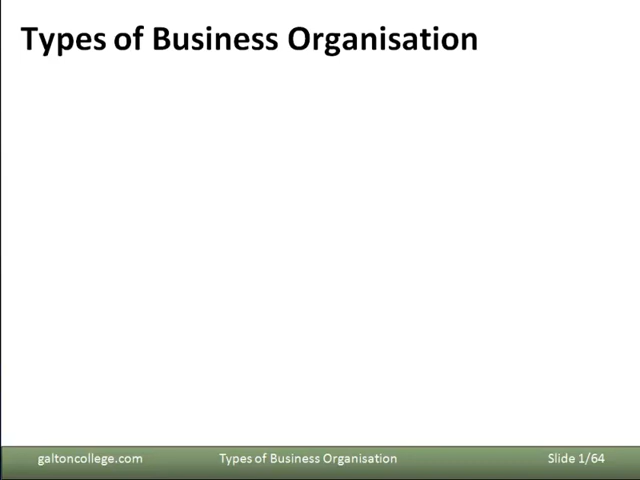 Types of Business Organisation
galtoncollege.com Types of Business Organisation Slide 1/64